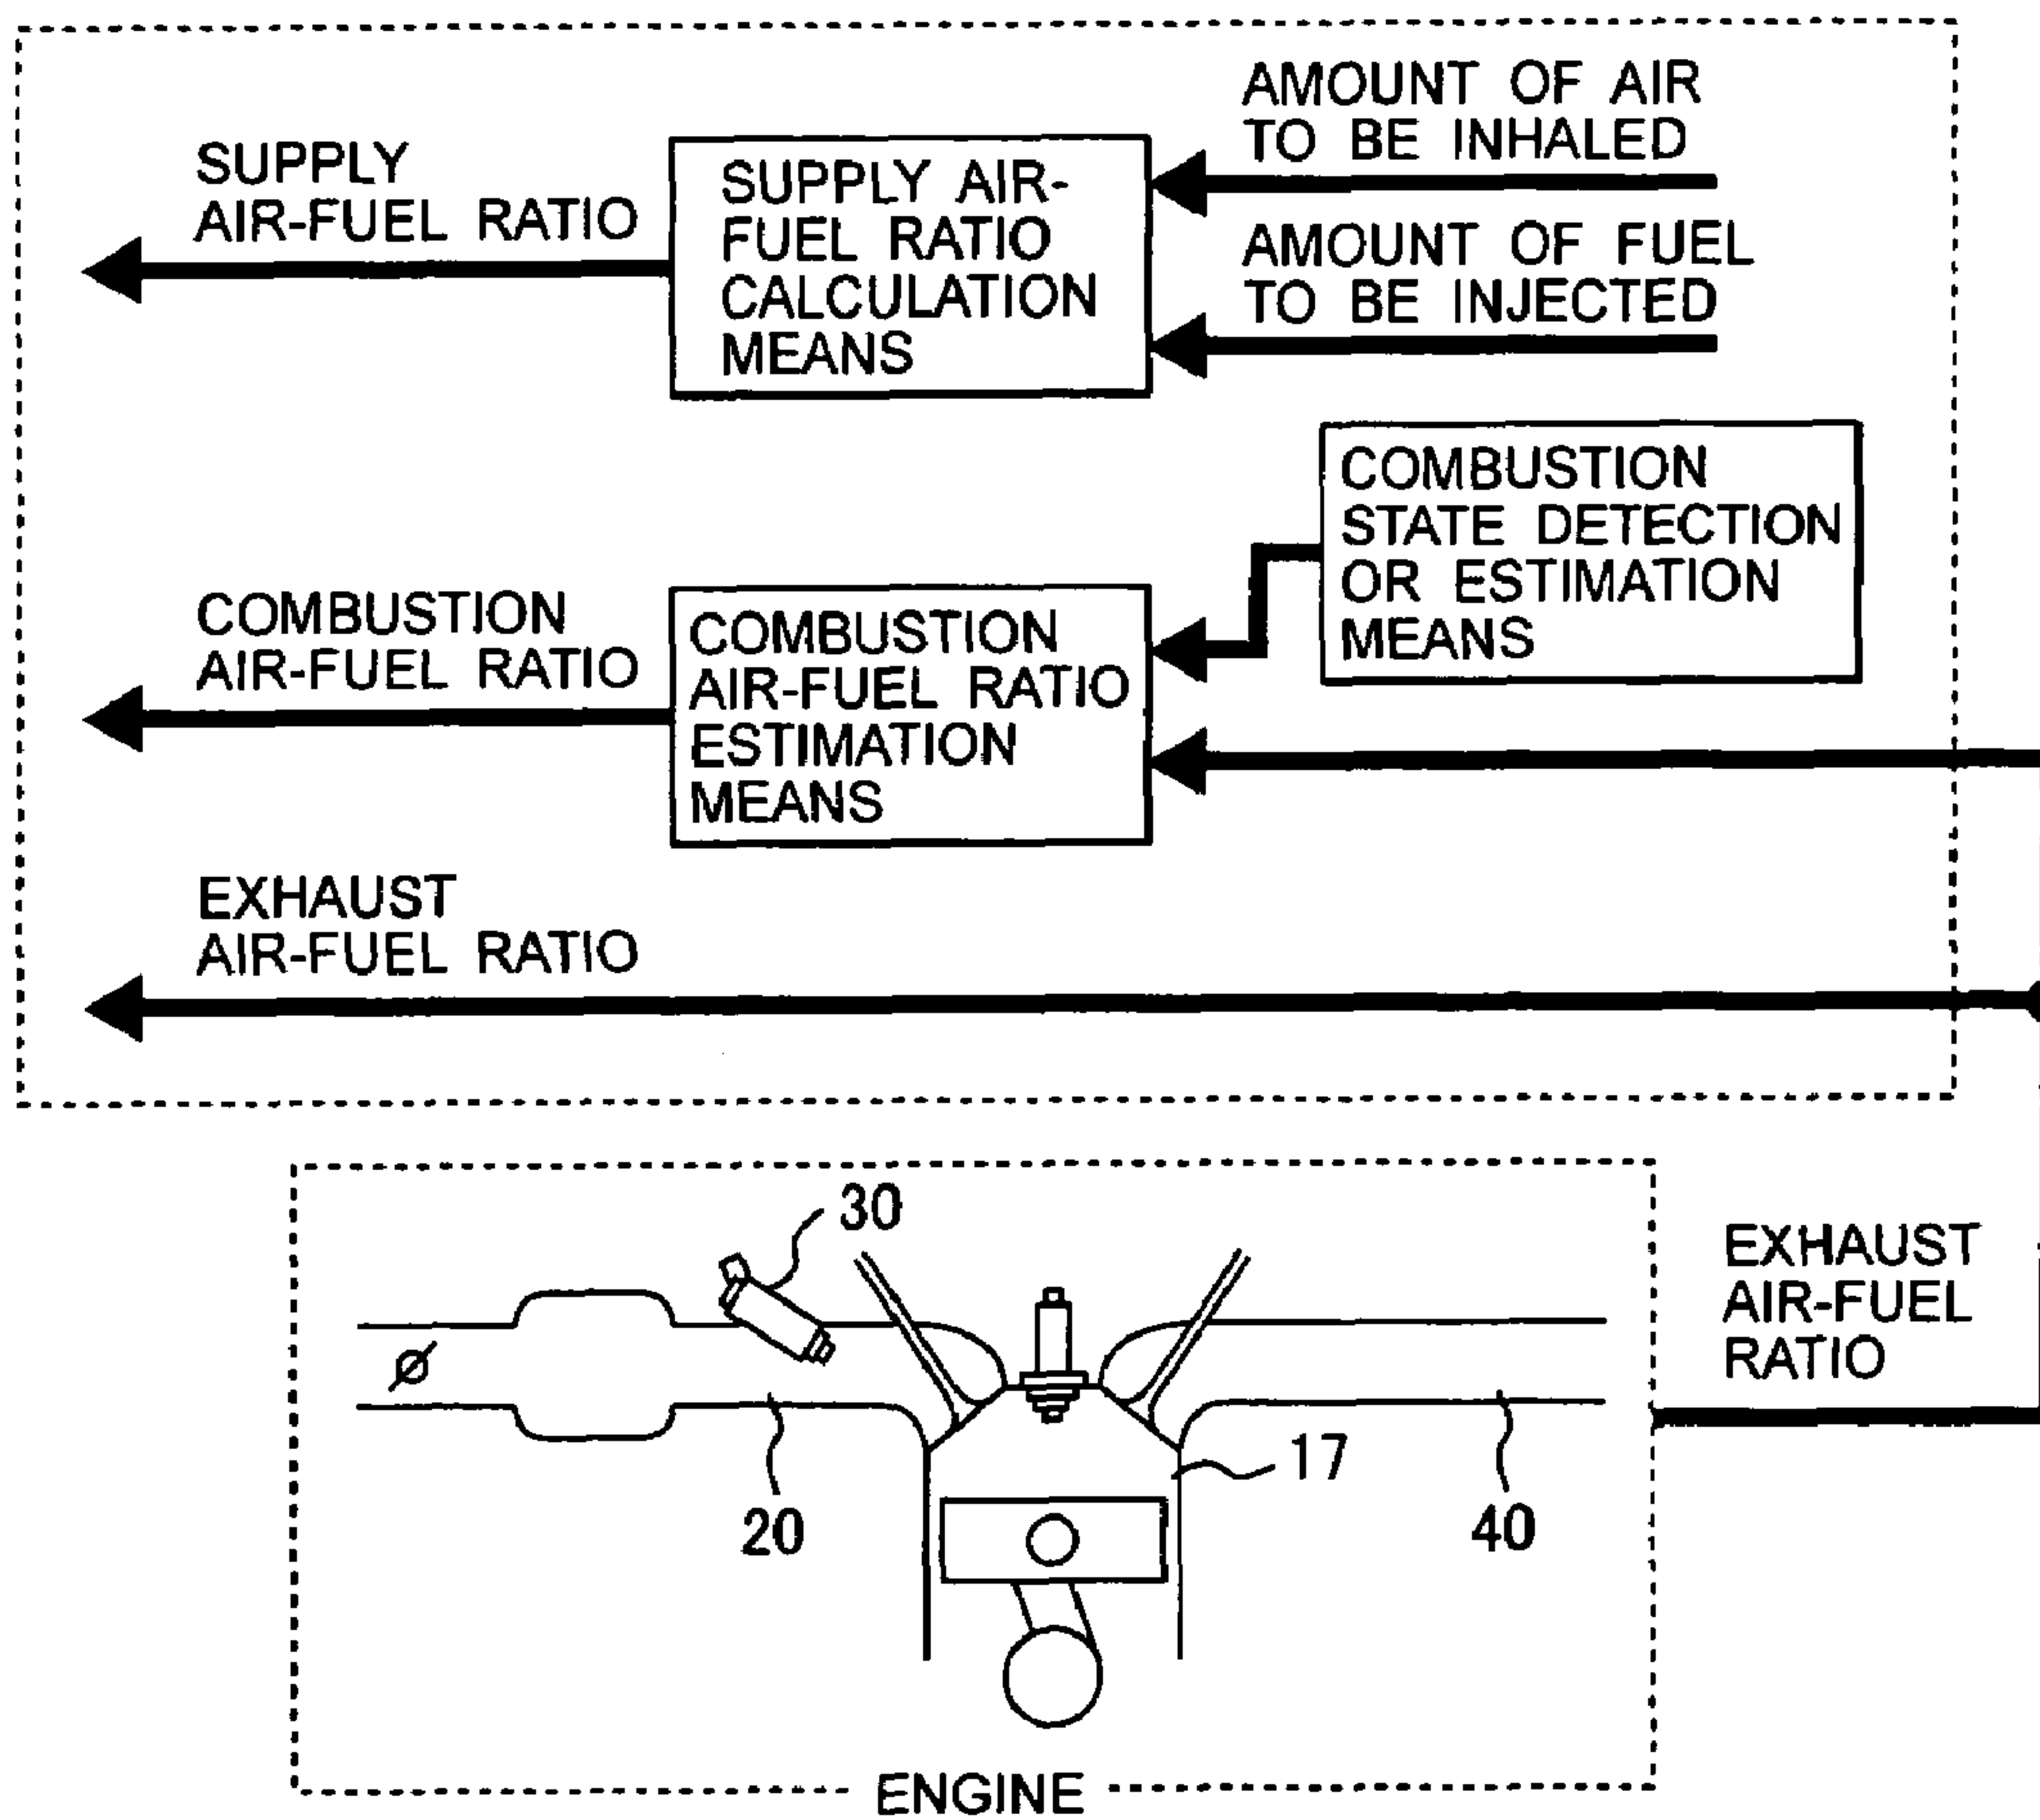 AMOUNT OF AIR
TO BE INHALED
SUPPLY
AIR-FUEL RATIO
SUPPLY AIR-
FUEL RATIO
CALCULATION
MEANS
AMOUNT OF FUEL
TO BE INJECTED
COMBUSTION
STATE DETECTION
OR ESTIMATION
MEANS
COMBUSTION
AIR-FUEL RATIO
COMBUSTION
AIR-FUEL RATIO
ESTIMATION
MEANS
EXHAUST
AIR-FUEL RATIO
30
EXHAUST
AIR-FUEL
RATIO
17
20
40
ENGINE